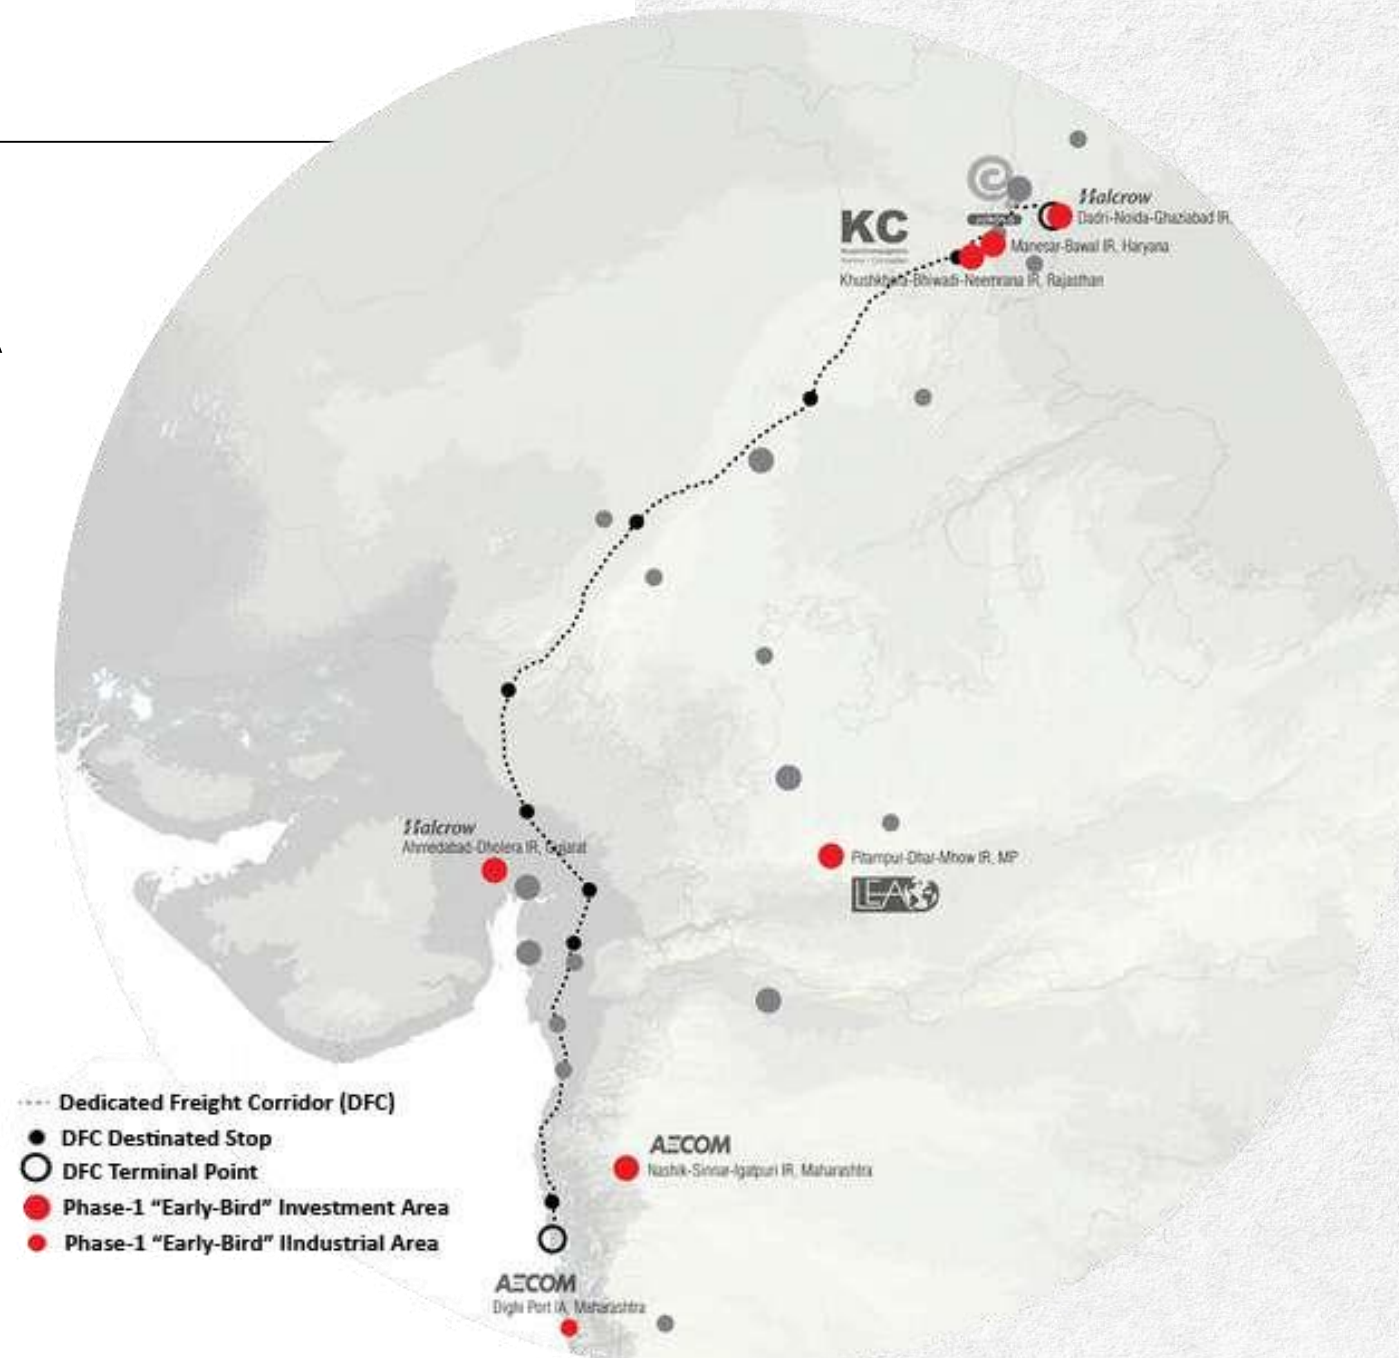 Halcrow
Dadri-Noida-Ghaziabad IR,
KC
Manesar-Bawal IR, Haryana
Khushkhera-Bhiwadi-Neemrana IR, Rajasthan
Halcrow
Ahmedabad-Dholera IR, Gujarat
Pitampur-Dhar-Mhow IR, MP
LEA
AECOM
Nashik-Sinnar-Igatpuri IR, Maharashtra
AECOM
Dighi Port IA, Maharashtra
Dedicated Freight Corridor (DFC)
DFC Destinated Stop
DFC Terminal Point
Phase-1 “Early-Bird” Investment Area
Phase-1 “Early-Bird” IIndustrial Area